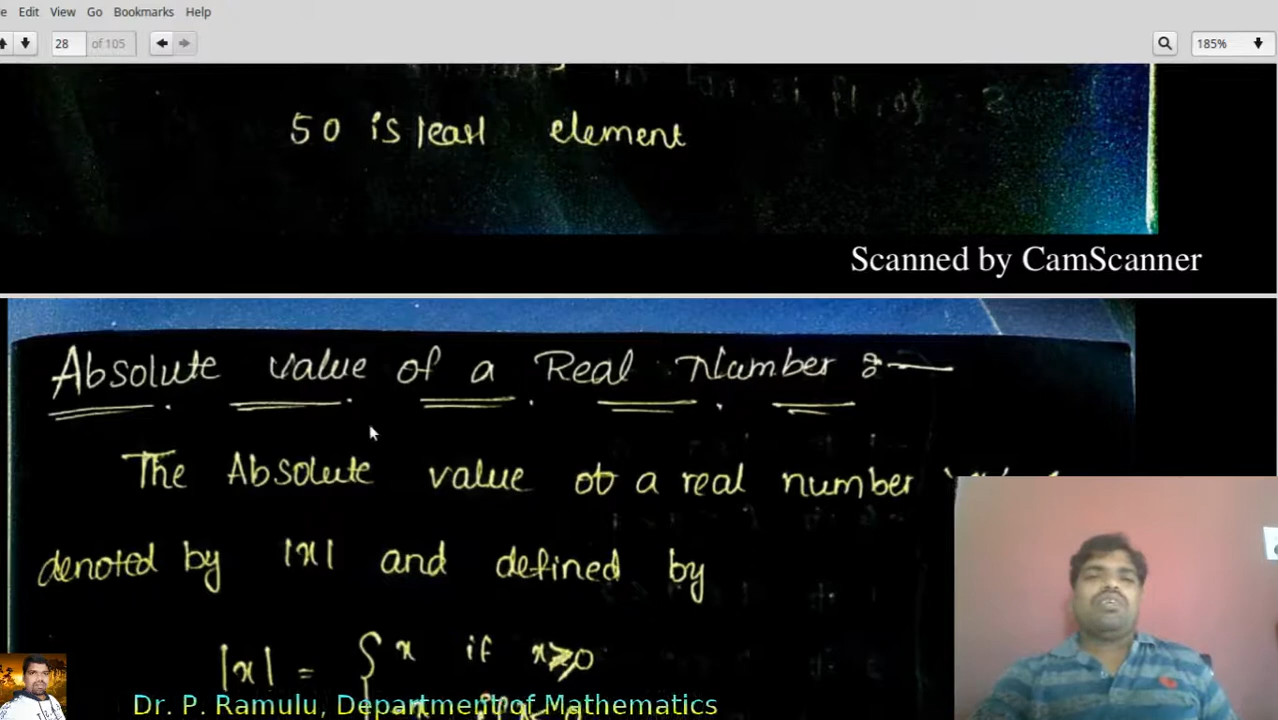 Edit View Go Bookmarks Help
28 of 105
185%
50 is least element
Scanned by CamScanner
Absolute value of a Real Number :-
The Absolute value of a real number
denoted by |x| and defined by
|x| = { x if x≥0
Dr. P. Ramulu, Department of Mathematics